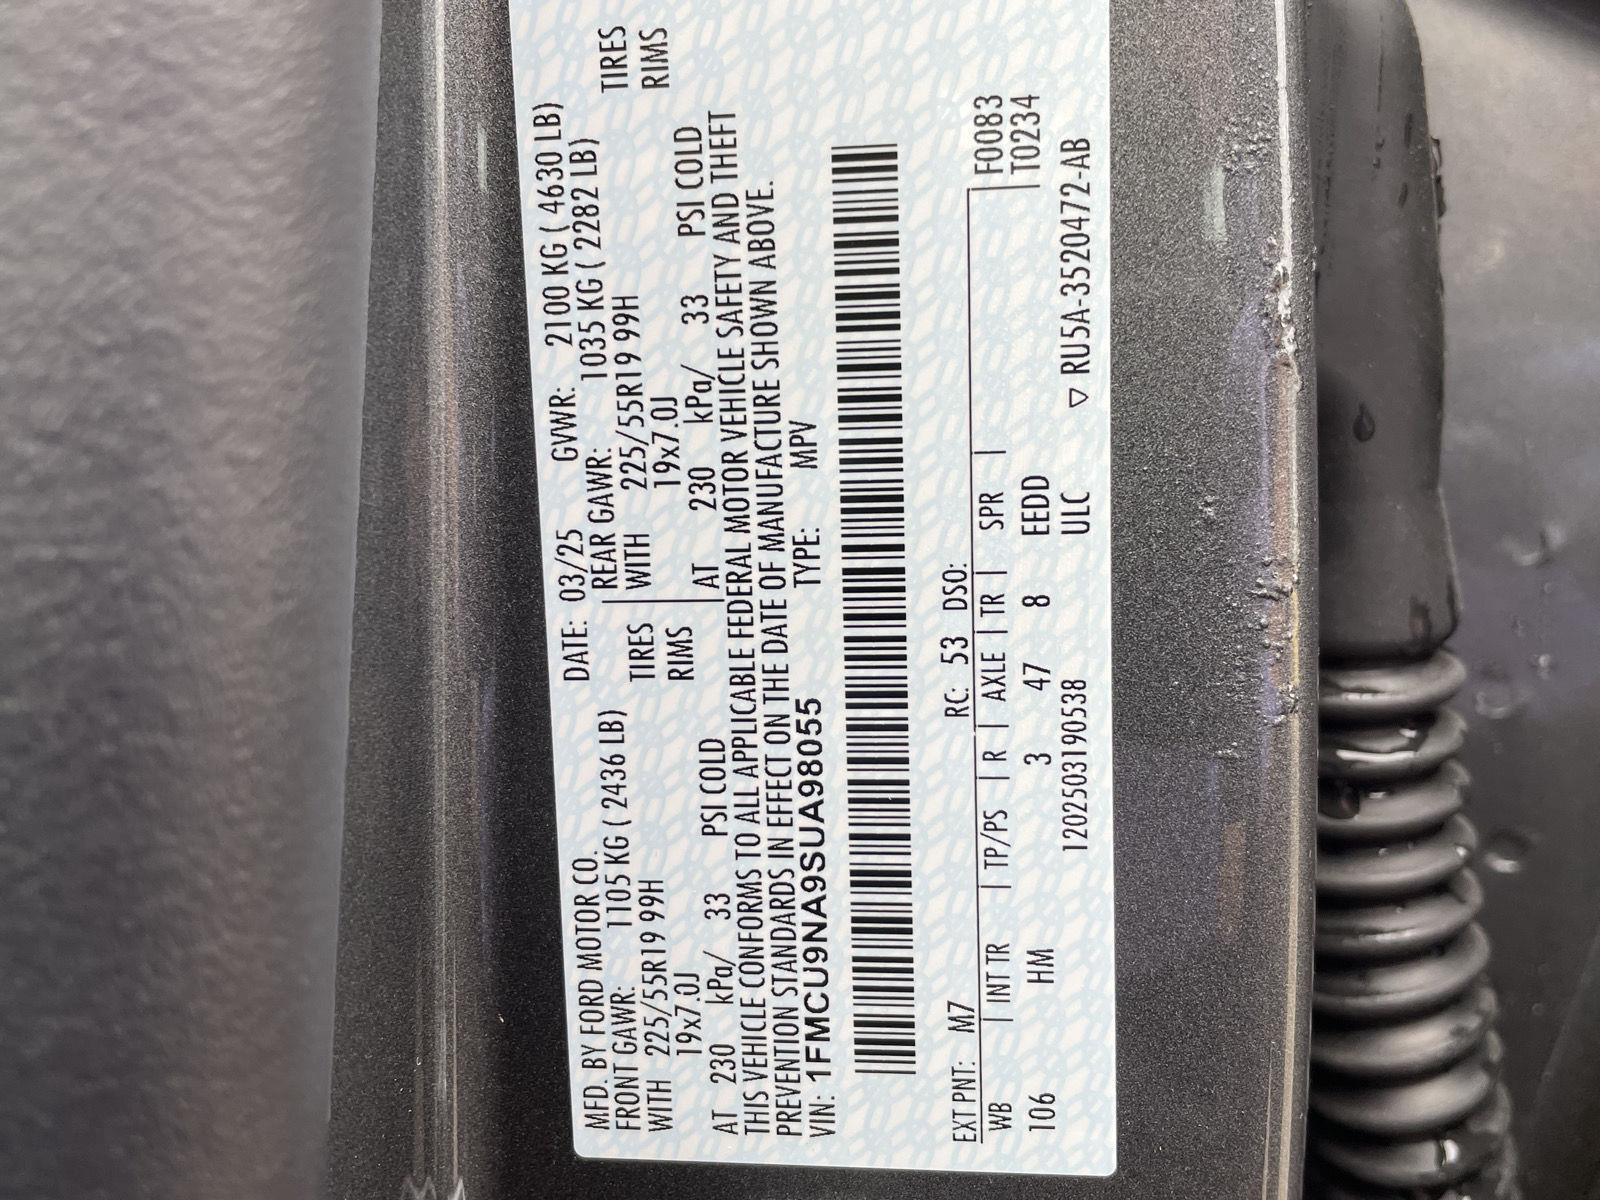 MFD. BY FORD MOTOR CO. DATE: 03/25 GVWR: 2100 KG ( 4630 LB)
FRONT GAWR: 1105 KG ( 2436 LB) REAR GAWR: 1035 KG ( 2282 LB)
WITH 225/55R19 99H TIRES WITH 225/55R19 99H TIRES
19x7.0J RIMS 19x7.0J RIMS
AT 230 kPa/ 33 PSI COLD AT 230 kPa/ 33 PSI COLD
THIS VEHICLE CONFORMS TO ALL APPLICABLE FEDERAL MOTOR VEHICLE SAFETY AND THEFT
PREVENTION STANDARDS IN EFFECT ON THE DATE OF MANUFACTURE SHOWN ABOVE.
VIN: 1FMCU9NA9SUA98055 TYPE: MPV
EXT PNT: M7 RC: 53 DSO:
WB | INT TR | TP/PS | R | AXLE | TR | SPR | F0083
106 HM 3 47 8 EEDD T0234
120250319O538 ULC ▽ RU5A-3520472-AB